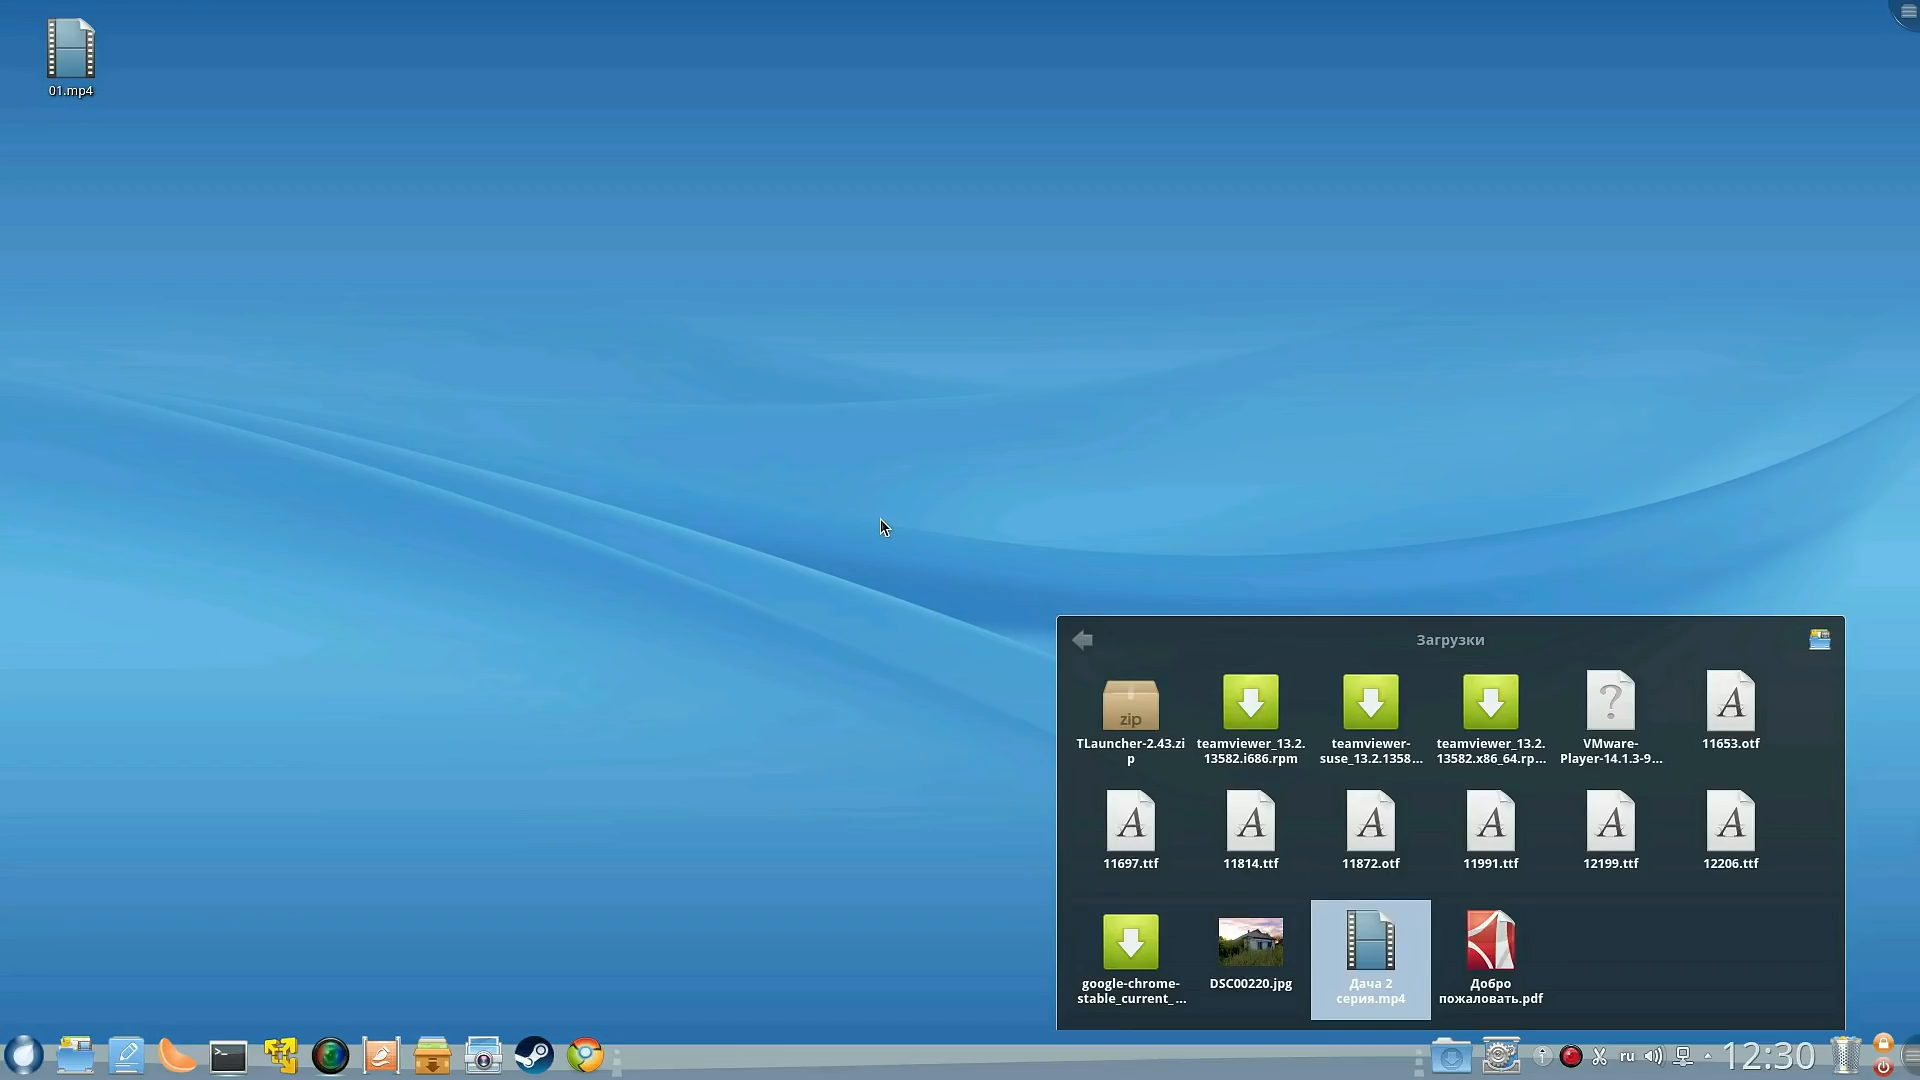 01.mp4
Загрузки
zip
TLauncher-2.43.zi
p
teamviewer_13.2.
13582.i686.rpm
teamviewer-
suse_13.2.1358...
teamviewer_13.2.
13582.x86_64.rp...
VMware-
Player-14.1.3-9...
11653.otf
11697.ttf
11814.ttf
11872.otf
11991.ttf
12199.ttf
12206.ttf
google-chrome-
stable_current_...
DSC00220.jpg
Дача 2
серия.mp4
Добро
пожаловать.pdf
ru
12:30